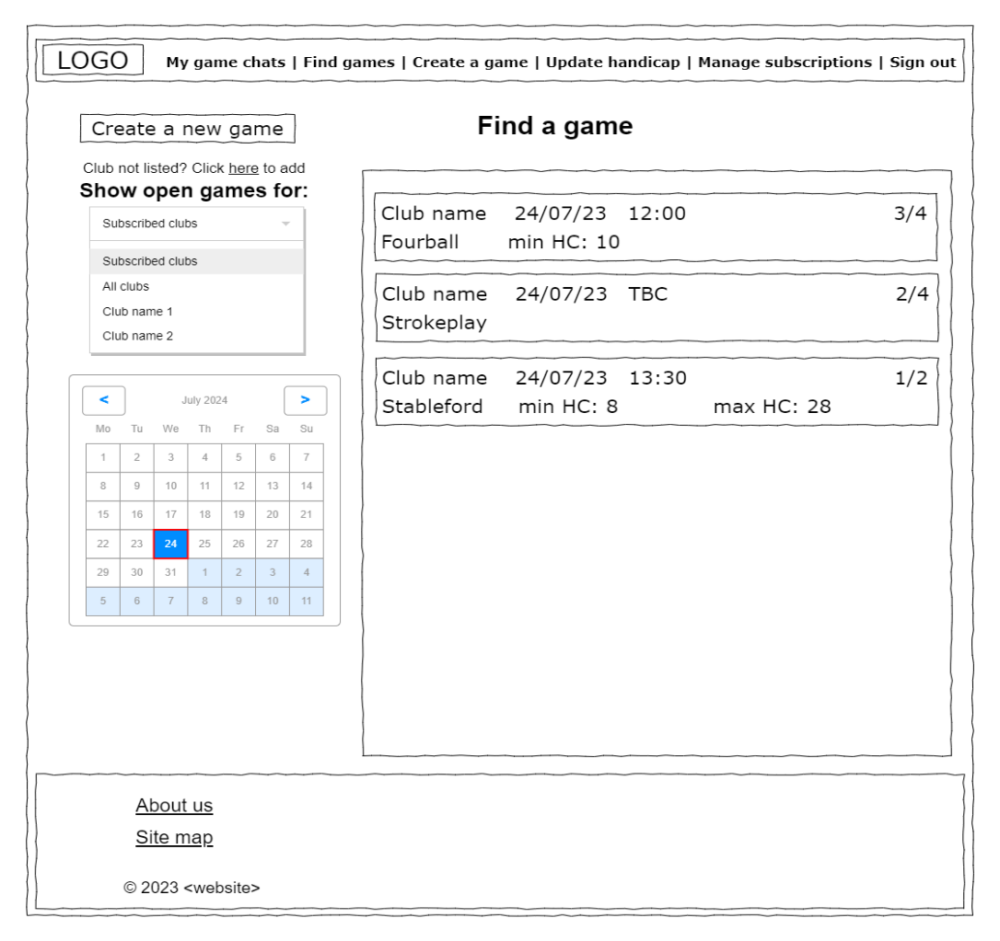 LOGO
My game chats | Find games | Create a game | Update handicap | Manage subscriptions | Sign out
Create a new game
Club not listed? Click here to add
Show open games for:
Subscribed clubs
Subscribed clubs
All clubs
Club name 1
Club name 2
< July 2024 >
Mo Tu We Th Fr Sa Su
1 2 3 4 5 6 7
8 9 10 11 12 13 14
15 16 17 18 19 20 21
22 23 24 25 26 27 28
29 30 31 1 2 3 4
5 6 7 8 9 10 11
Find a game
Club name 24/07/23 12:00 3/4
Fourball min HC: 10
Club name 24/07/23 TBC 2/4
Strokeplay
Club name 24/07/23 13:30 1/2
Stableford min HC: 8 max HC: 28
About us
Site map
© 2023 <website>